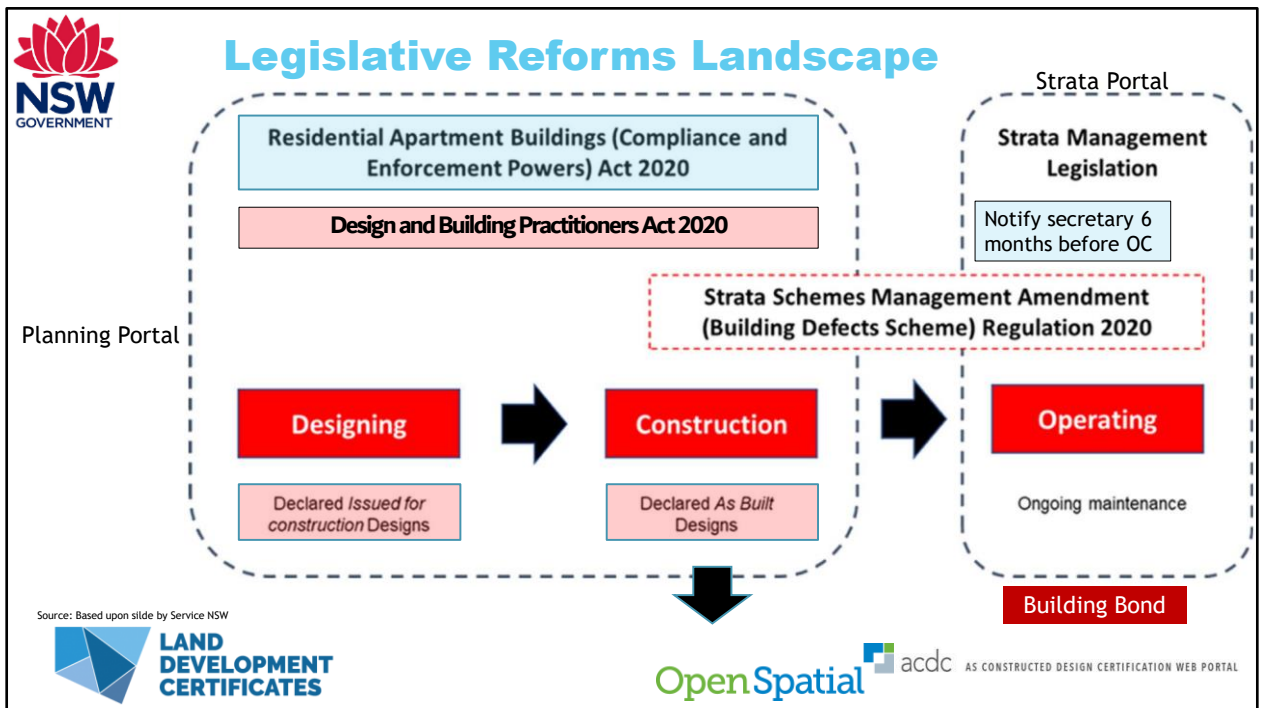 NSW
GOVERNMENT
Legislative Reforms Landscape
Strata Portal
Residential Apartment Buildings (Compliance and
Enforcement Powers) Act 2020
Design and Building Practitioners Act 2020
Strata Management
Legislation
Notify secretary 6
months before OC
Strata Schemes Management Amendment
(Building Defects Scheme) Regulation 2020
Planning Portal
Designing
Construction
Operating
Declared Issued for
construction Designs
Declared As Built
Designs
Ongoing maintenance
Building Bond
Source: Based upon silde by Service NSW
LAND
DEVELOPMENT
CERTIFICATES
OpenSpatial
acdc AS CONSTRUCTED DESIGN CERTIFICATION WEB PORTAL